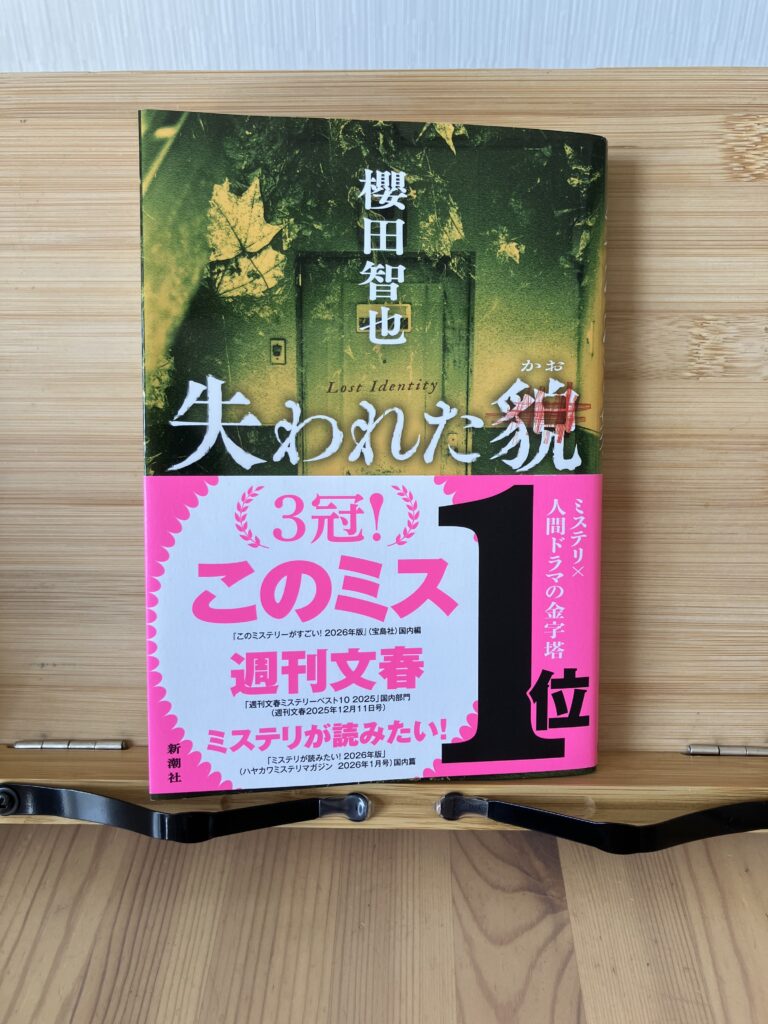 櫻田智也
Lost Identity
かお
失われた貌
3冠!
このミス
「このミステリーがすごい! 2026年版」(宝島社)国内編
週刊文春
「週刊文春ミステリーベスト10 2025」国内部門
(週刊文春2025年12月11日号)
ミステリが読みたい!
「ミステリが読みたい! 2026年版」
(ハヤカワミステリマガジン 2026年1月号)国内篇
1位
ミステリ×
人間ドラマの金字塔
新潮社